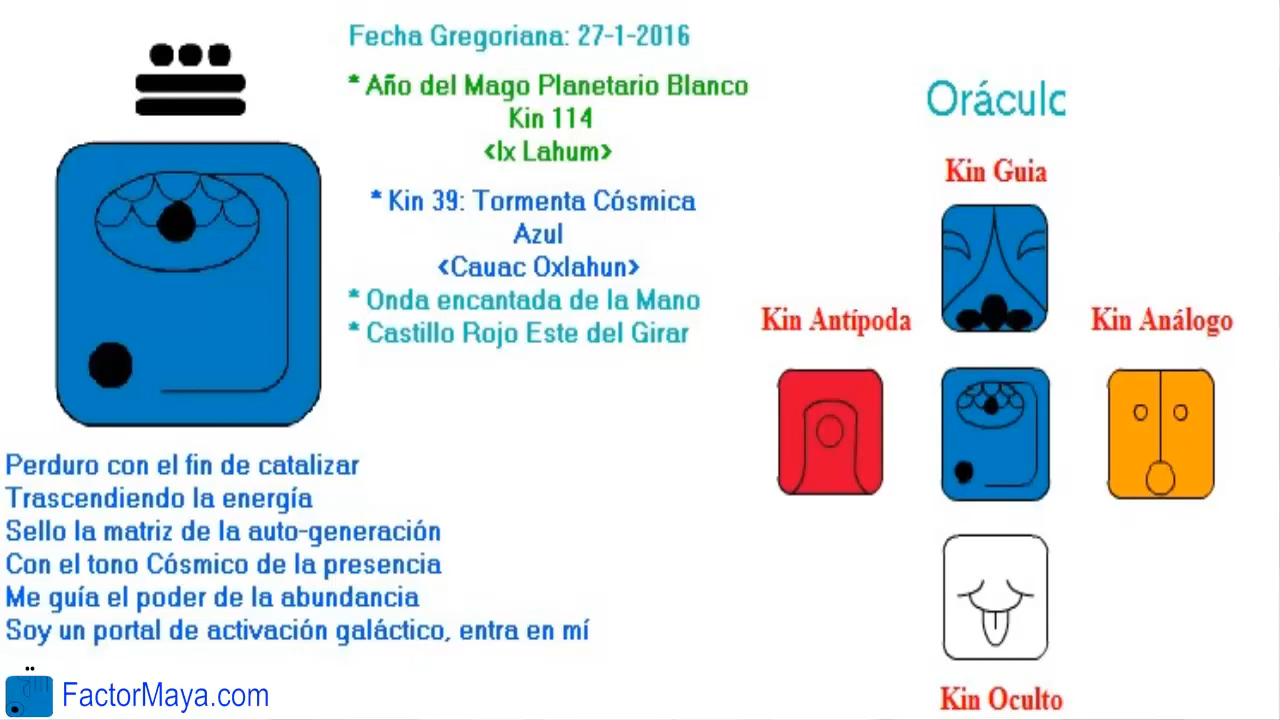 Fecha Gregoriana: 27-1-2016
* Año del Mago Planetario Blanco
Kin 114
<Ix Lahum>
* Kin 39: Tormenta Cósmica
Azul
<Cauac Oxlahun>
* Onda encantada de la Mano
* Castillo Rojo Este del Girar
Perduro con el fin de catalizar
Trascendiendo la energía
Sello la matriz de la auto-generación
Con el tono Cósmico de la presencia
Me guía el poder de la abundancia
Soy un portal de activación galáctico, entra en mí
FactorMaya.com
Oráculo
Kin Guia
Kin Antípoda
Kin Análogo
Kin Oculto